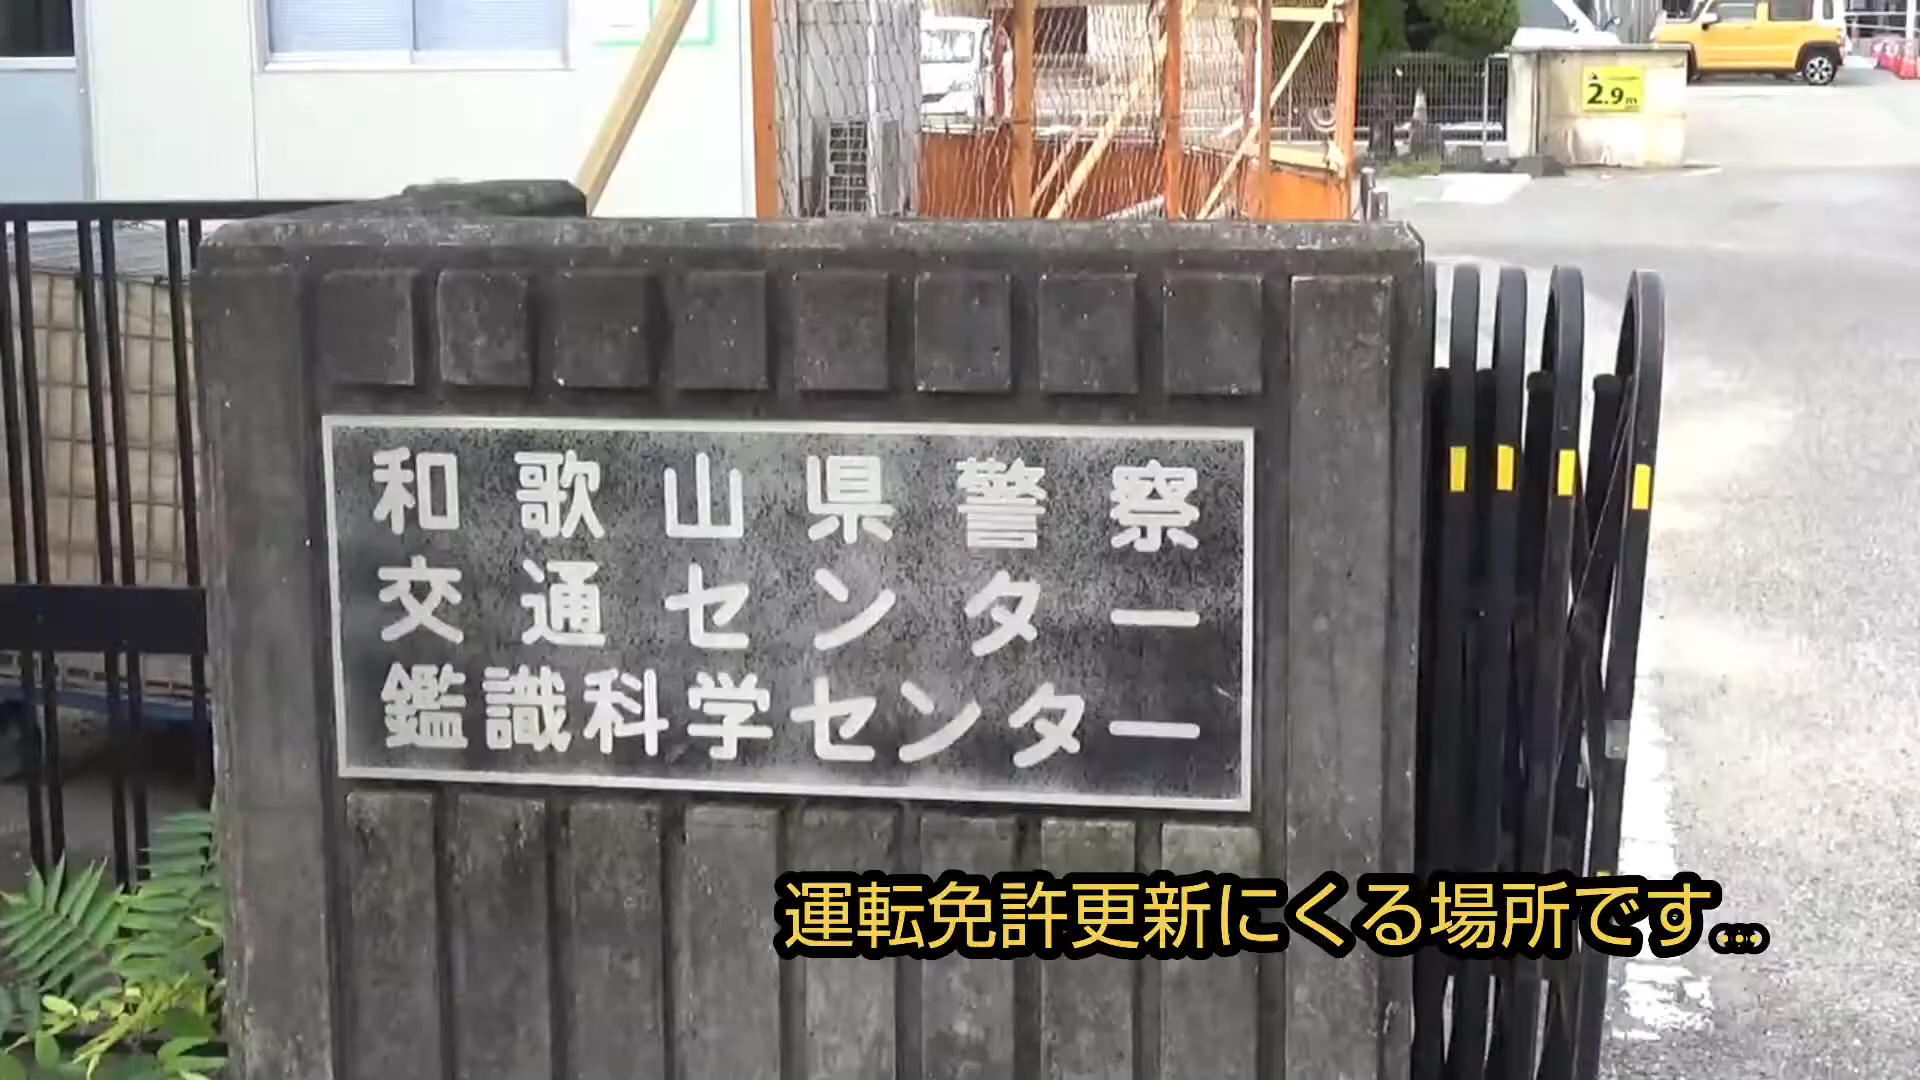 2.9m
和歌山県警察
交通センター
鑑識科学センター
運転免許更新にくる場所です...